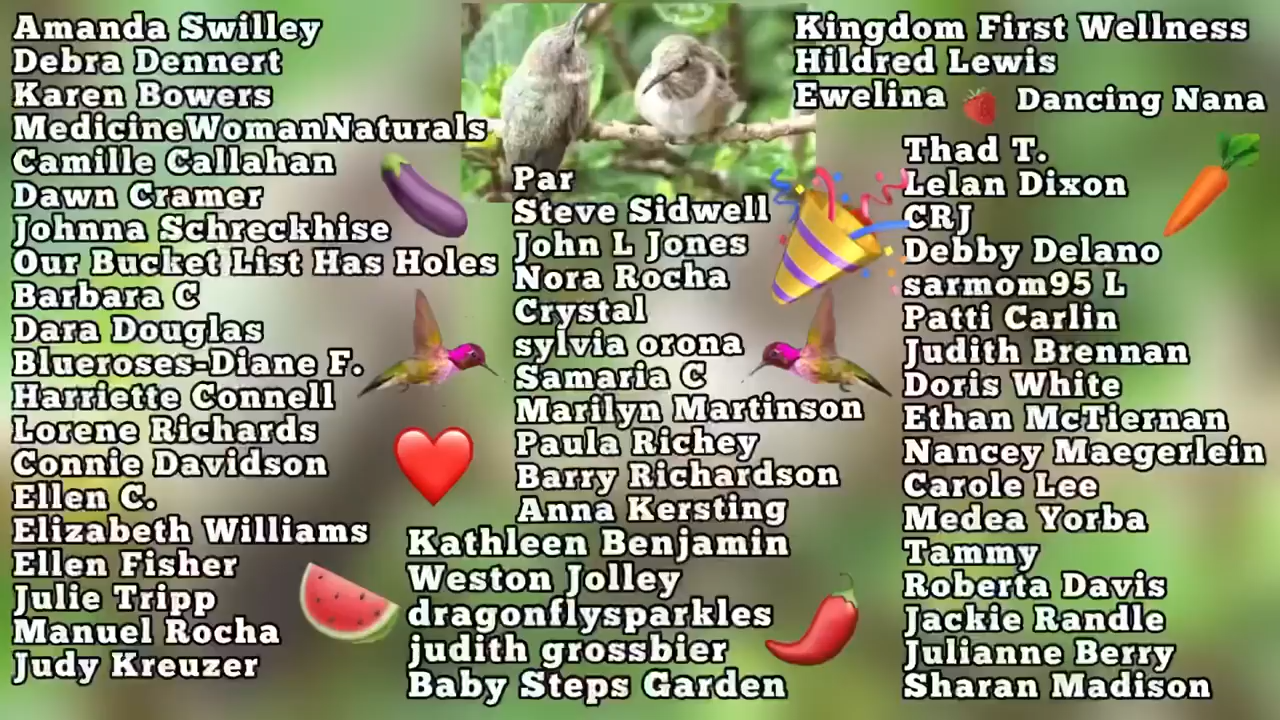 Amanda Swilley
Debra Dennert
Karen Bowers
MedicineWomanNaturals
Camille Callahan
Dawn Cramer
Johnna Schreckhise
Our Bucket List Has Holes
Barbara C
Dara Douglas
Blueroses-Diane F.
Harriette Connell
Lorene Richards
Connie Davidson
Ellen C.
Elizabeth Williams
Ellen Fisher
Julie Tripp
Manuel Rocha
Judy Kreuzer
Par
Steve Sidwell
John L Jones
Nora Rocha
Crystal
sylvia orona
Samaria C
Marilyn Martinson
Paula Richey
Barry Richardson
Anna Kersting
Kathleen Benjamin
Weston Jolley
dragonflysparkles
judith grossbier
Baby Steps Garden
Kingdom First Wellness
Hildred Lewis
Ewelina 🍓 Dancing Nana
Thad T.
Lelan Dixon
CRJ
Debby Delano
sarmom95 L
Patti Carlin
Judith Brennan
Doris White
Ethan McTiernan
Nancey Maegerlein
Carole Lee
Medea Yorba
Tammy
Roberta Davis
Jackie Randle
Julianne Berry
Sharan Madison